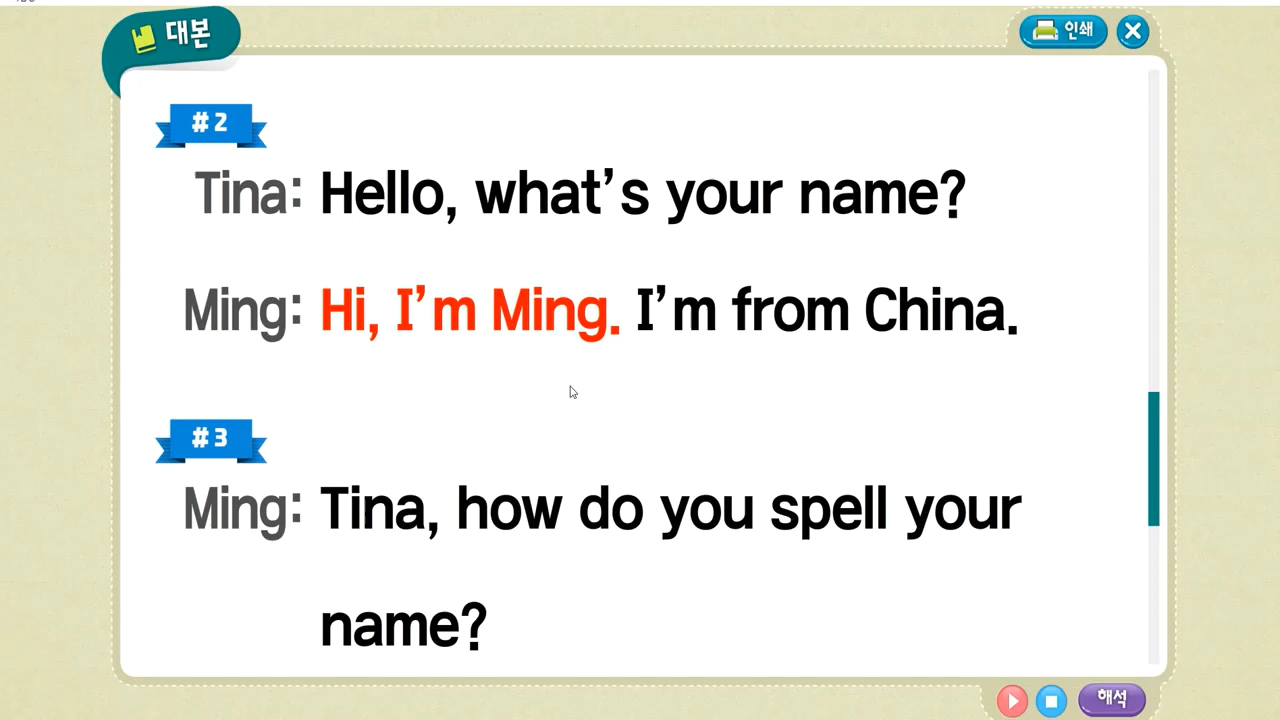 대본
인쇄
#2
Tina: Hello, what's your name?
Ming: Hi, I'm Ming. I'm from China.
#3
Ming: Tina, how do you spell your
name?
해석